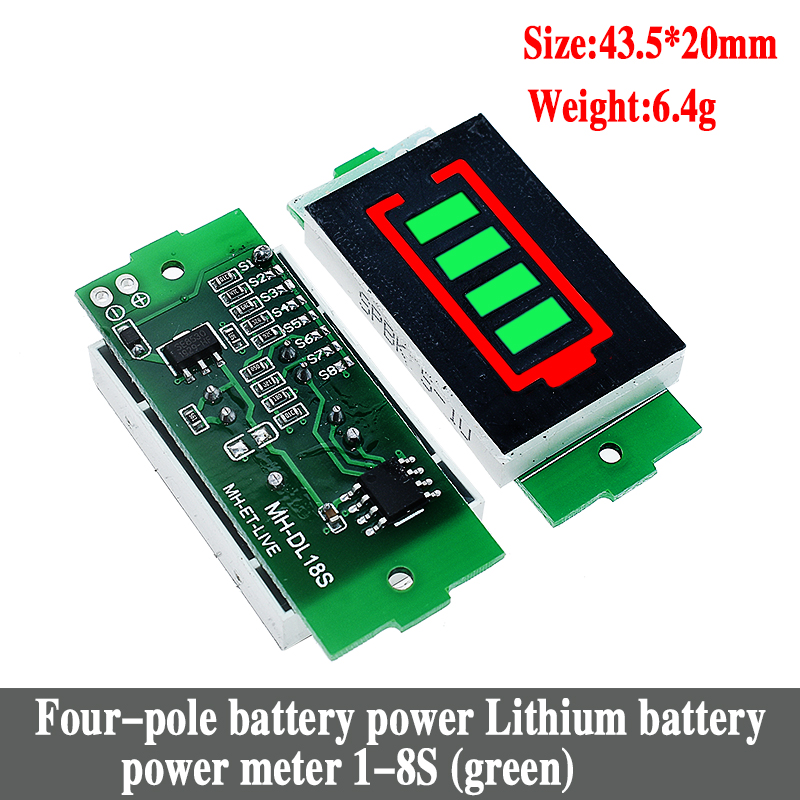 Size:43.5*20mm
Weight:6.4g
S1
S2
S3
S4
S5
S6
S7
S8
MH-DL18S
MH-ET-LIVE
Four-pole battery power Lithium battery
power meter 1-8S (green)